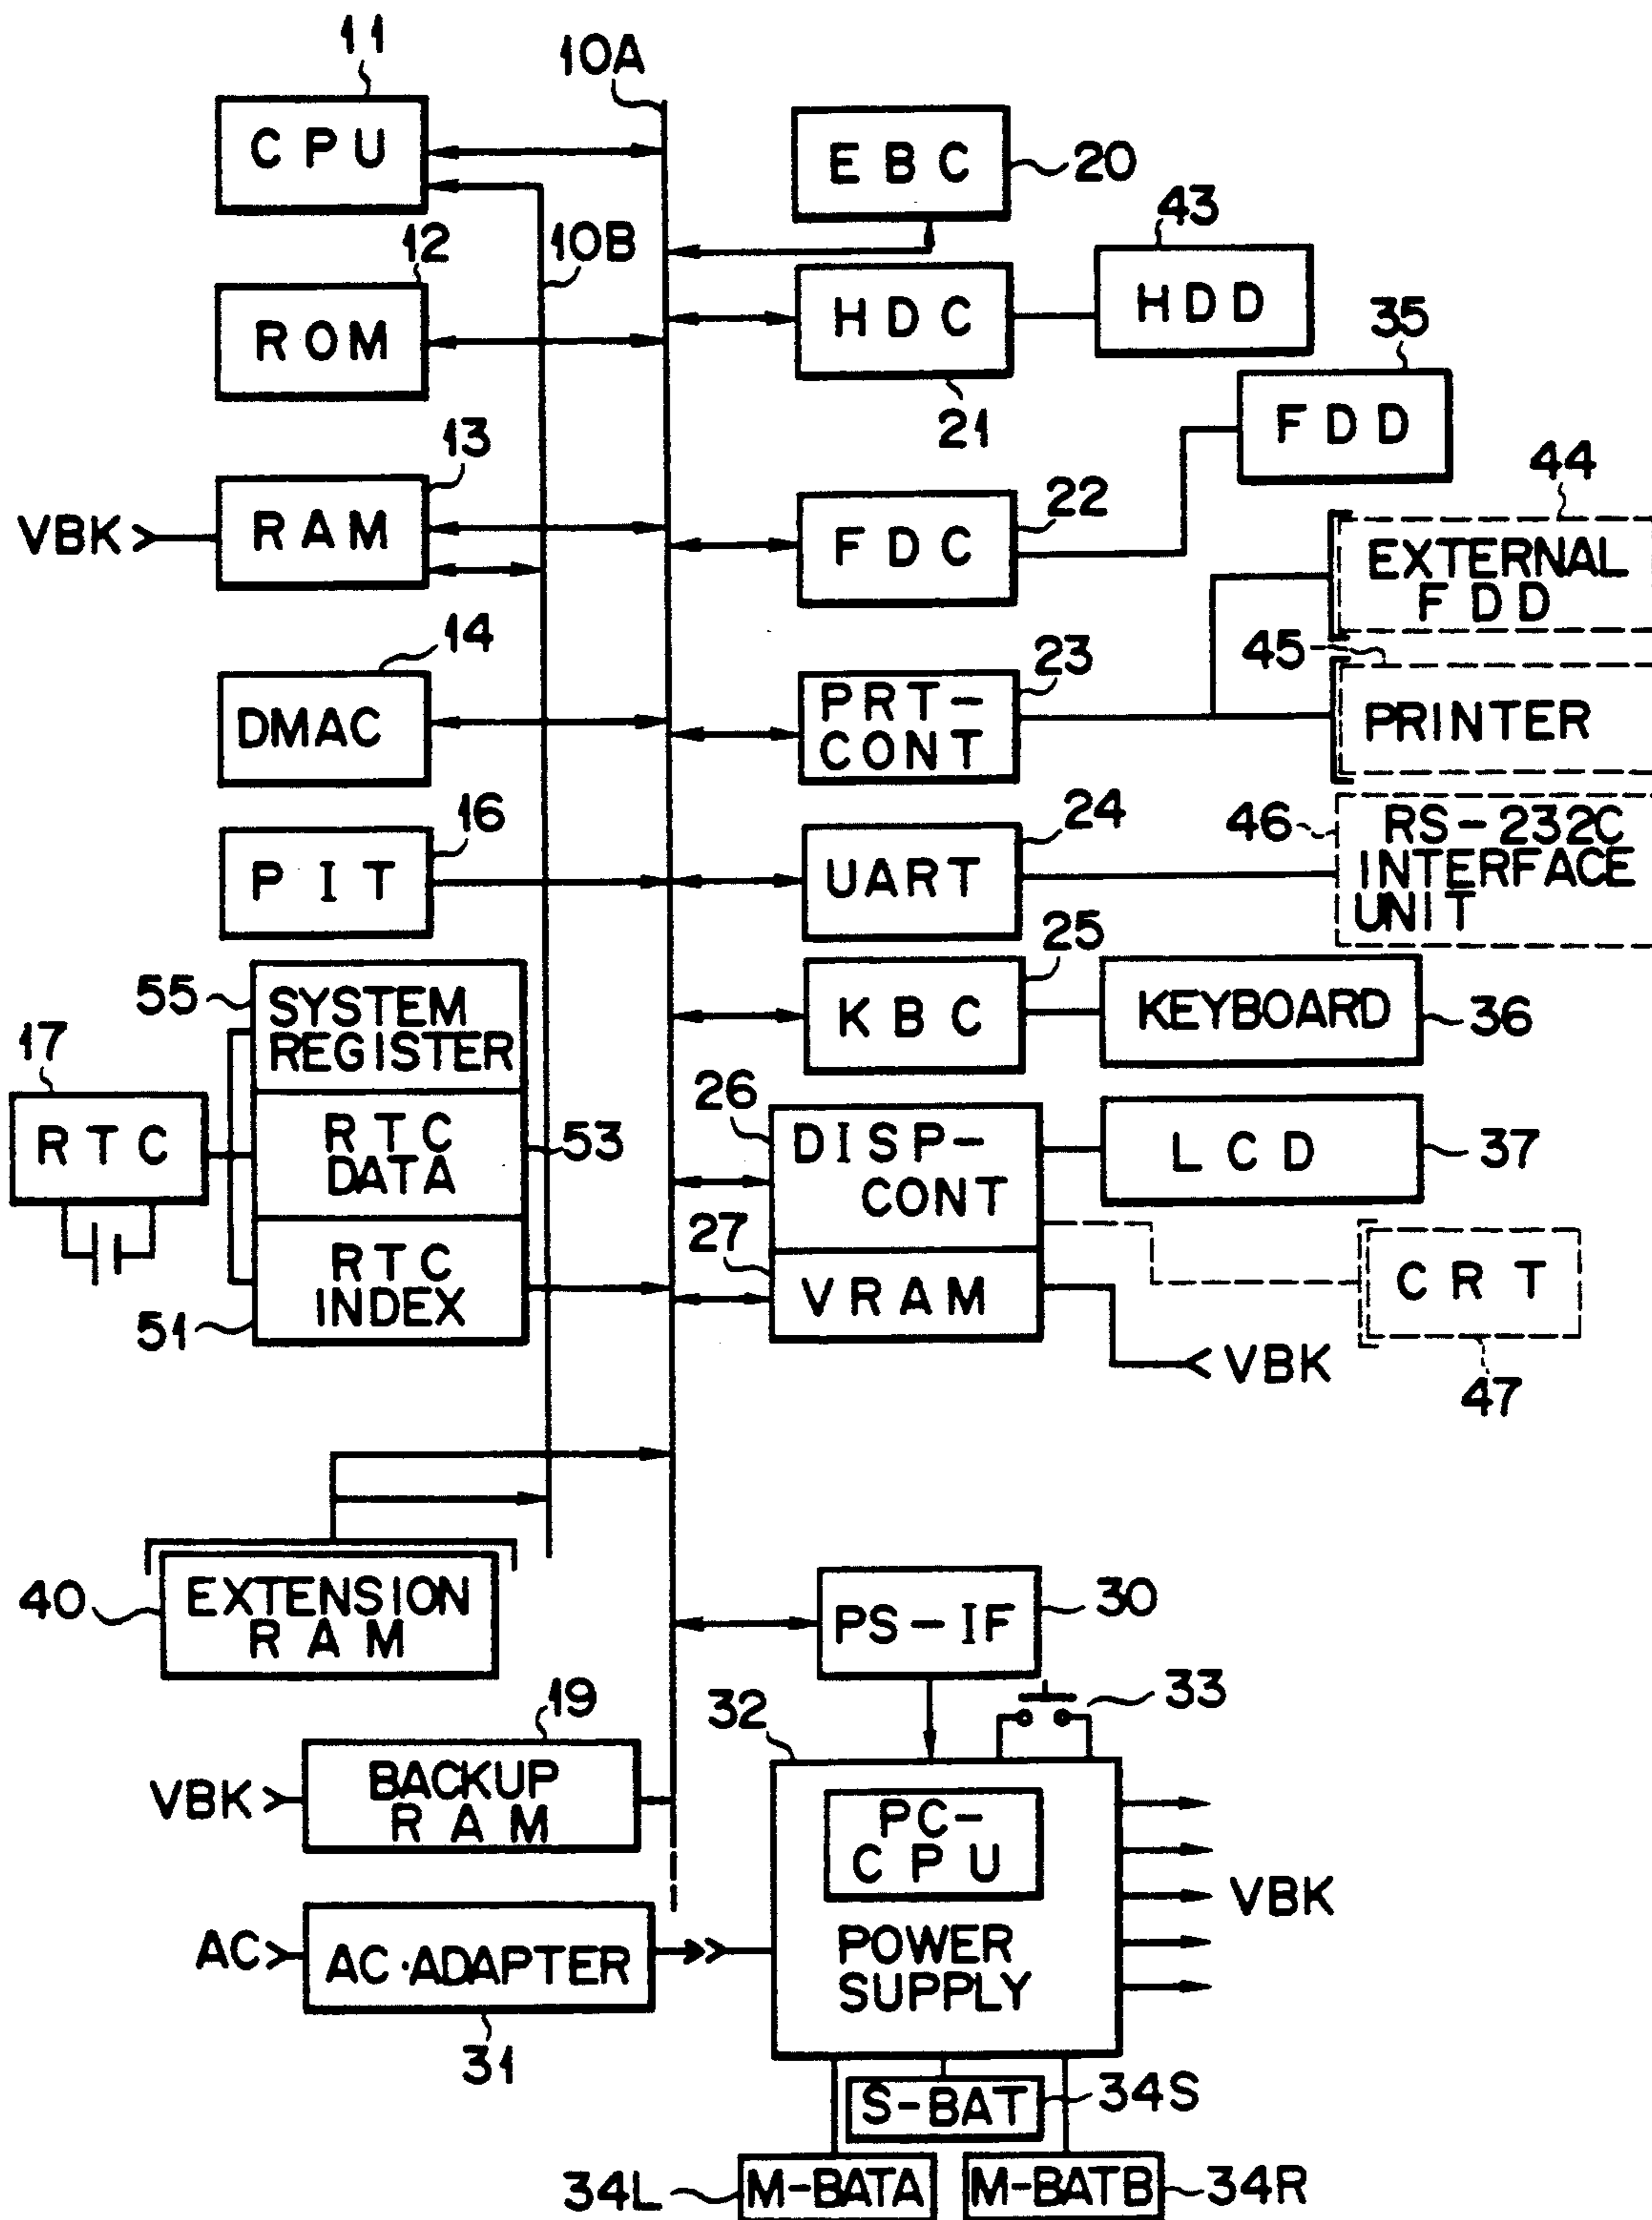 11
10A
CPU
EBC
20
12
10B
43
ROM
HDC
HDD
35
21
FDD
13
44
VBK
RAM
22
FDC
EXTERNAL
FDD
14
23
45
DMAC
PRT-
CONT
PRINTER
16
24
46
RS-232C
INTERFACE
UNIT
PIT
UART
25
55
SYSTEM
REGISTER
KBC
KEYBOARD
36
17
26
RTC
RTC
DATA
53
DISP-
CONT
LCD
37
27
RTC
INDEX
VRAM
CRT
51
VBK
47
40
EXTENSION
RAM
PS-IF
30
19
32
33
VBK
BACKUP
RAM
PC-
CPU
VBK
AC
AC·ADAPTER
POWER
SUPPLY
31
S-BAT
34S
34L
M-BATA
M-BATB
34R